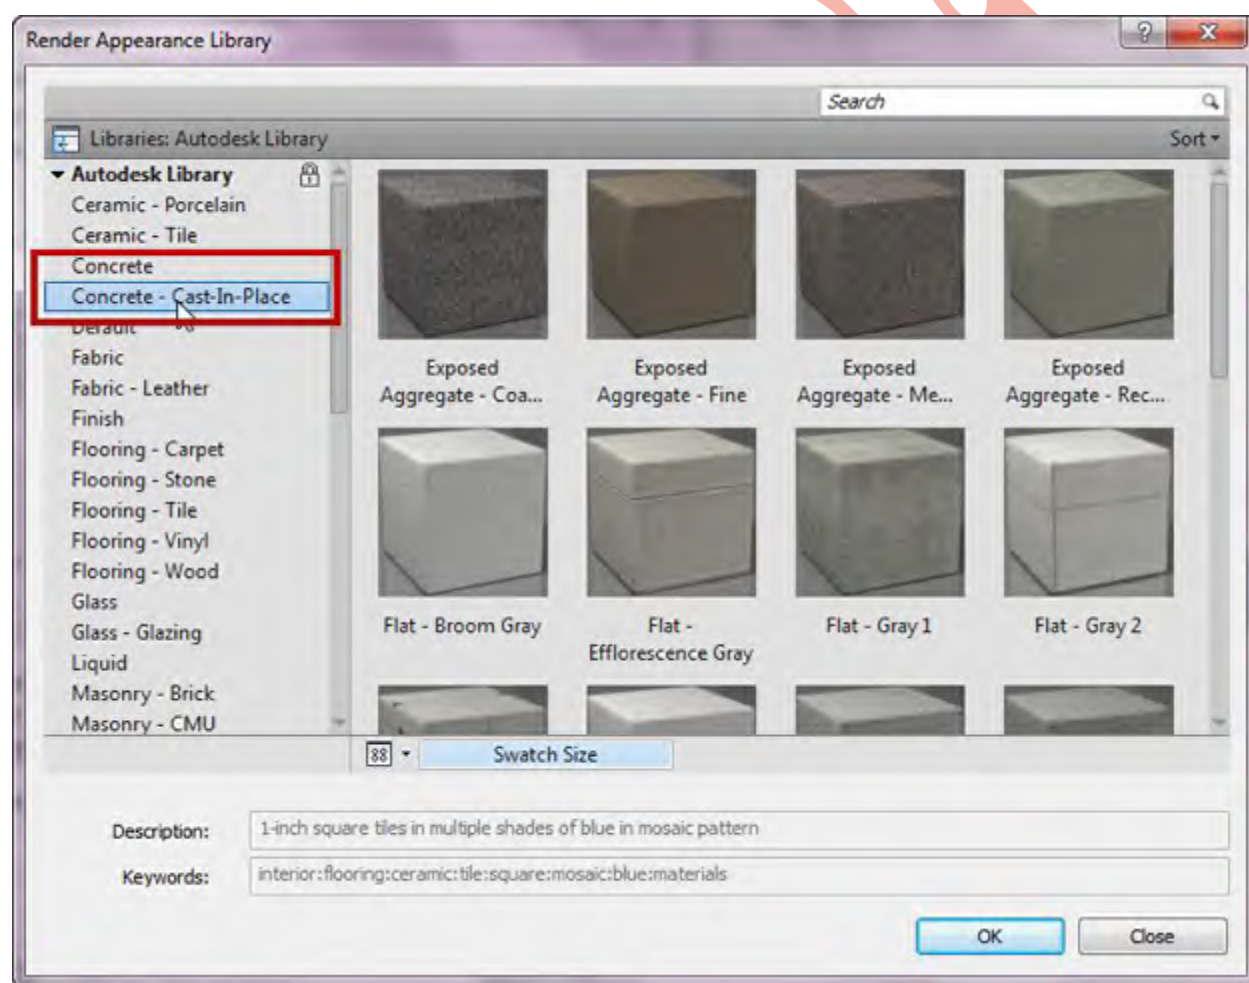 Render Appearance Library
Search
Libraries: Autodesk Library
Sort
Autodesk Library
Ceramic - Porcelain
Ceramic - Tile
Concrete
Concrete - Cast-In-Place
Default
Fabric
Fabric - Leather
Finish
Flooring - Carpet
Flooring - Stone
Flooring - Tile
Flooring - Vinyl
Flooring - Wood
Glass
Glass - Glazing
Liquid
Masonry - Brick
Masonry - CMU
Exposed
Aggregate - Coa...
Exposed
Aggregate - Fine
Exposed
Aggregate - Me...
Exposed
Aggregate - Rec...
Flat - Broom Gray
Flat -
Efflorescence Gray
Flat - Gray 1
Flat - Gray 2
Swatch Size
Description: 1-inch square tiles in multiple shades of blue in mosaic pattern
Keywords: interior:flooring:ceramic:tile:square:mosaic:blue:materials
OK
Close